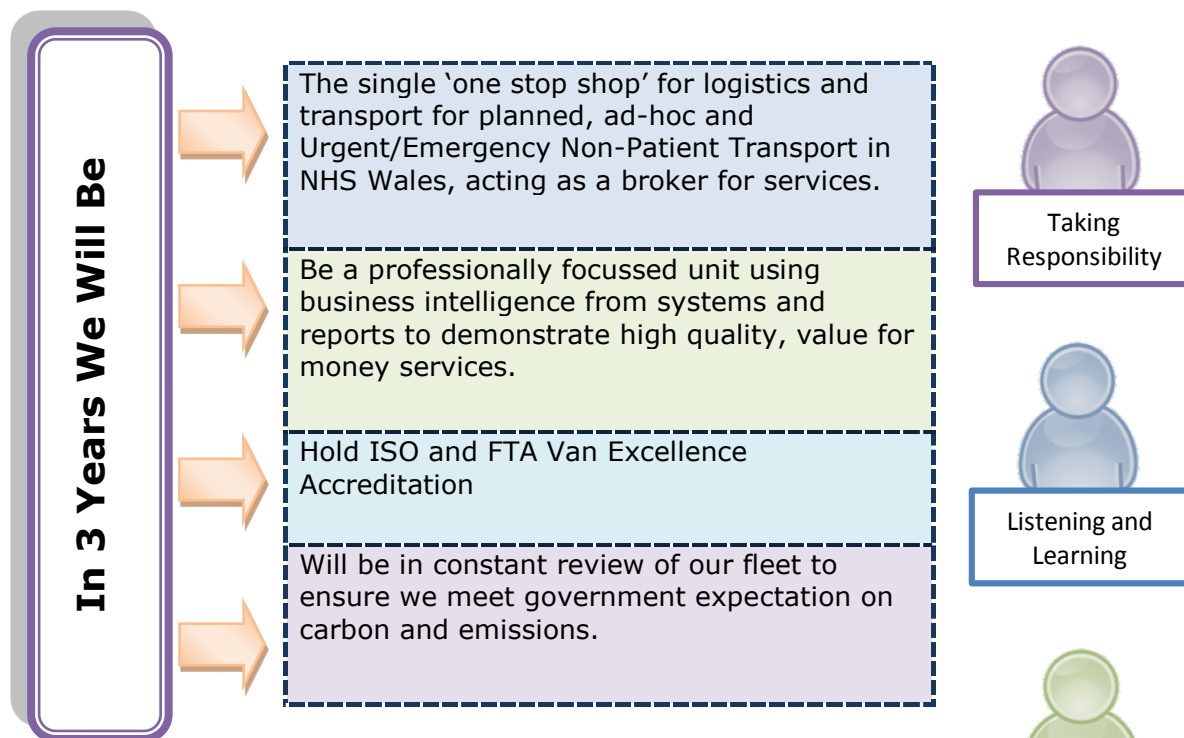 In 3 Years We Will Be
The single ‘one stop shop’ for logistics and
transport for planned, ad-hoc and
Urgent/Emergency Non-Patient Transport in
NHS Wales, acting as a broker for services.
Be a professionally focussed unit using
business intelligence from systems and
reports to demonstrate high quality, value for
money services.
Hold ISO and FTA Van Excellence
Accreditation
Will be in constant review of our fleet to
ensure we meet government expectation on
carbon and emissions.
Taking
Responsibility
Listening and
Learning